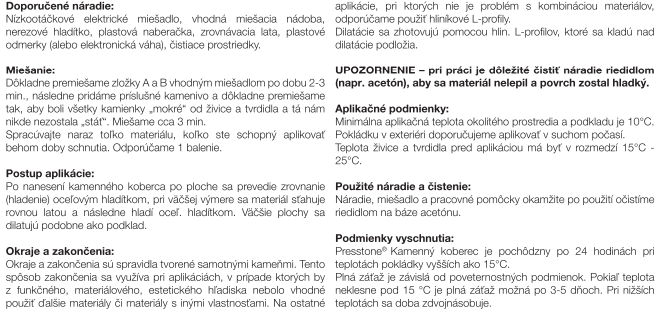 Doporučené náradie:
Nízkootáčkové elektrické miešadlo, vhodná miešacia nádoba,
nerezové hladítko, plastová naberačka, zrovnávacia lata, plastové
odmerky (alebo elektronická váha), čistiace prostriedky.
Miešanie:
Dôkladne premiešame zložky A a B vhodným miešadlom po dobu 2-3
min., následne pridáme príslušné kamenivo a dôkladne premiešame
tak, aby boli všetky kamienky „mokré“ od živice a tvrdidla a tá nám
nikde nezostala „stáť“. Miešame cca 3 min.
Spracúvajte naraz toľko materiálu, koľko ste schopný aplikovať
behom doby schnutia. Odporúčame 1 balenie.
Postup aplikácie:
Po nanesení kamenného koberca po ploche sa prevedie zrovnanie
(hladenie) oceľovým hladítkom, pri väčšej výmere sa materiál sťahuje
rovnou latou a následne hladí oceľ. hladítkom. Väčšie plochy sa
dilatujú podobne ako podklad.
Okraje a zakončenia:
Okraje a zakončenia sú spravidla tvorené samotnými kameňmi. Tento
spôsob zakončenia sa využíva pri aplikáciách, v prípade ktorých by
z funkčného, materiálového, estetického hľadiska nebolo vhodné
použiť ďalšie materiály či materiály s inými vlastnosťami. Na ostatné
aplikácie, pri ktorých nie je problém s kombináciou materiálov,
odporúčame použiť hliníkové L-profily.
Dilatácie sa zhotovujú pomocou hlin. L-profilov, ktoré sa kladú nad
dilatácie podložia.
UPOZORNENIE – pri práci je dôležité čistiť náradie riedidlom
(napr. acetón), aby sa materiál nelepil a povrch zostal hladký.
Aplikačné podmienky:
Minimálna aplikačná teplota okolitého prostredia a podkladu je 10°C.
Pokládku v exteriéri doporučujeme aplikovať v suchom počasí.
Teplota živice a tvrdidla pred aplikáciou má byť v rozmedzí 15°C -
25°C.
Použité náradie a čistenie:
Náradie, miešadlo a pracovné pomôcky okamžite po použití očistíme
riedidlom na báze acetónu.
Podmienky vyschnutia:
Presstone® Kamenný koberec je pochôdzny po 24 hodinách pri
teplotách pokládky vyšších ako 15°C.
Plná záťaž je závislá od poveternostných podmienok. Pokiaľ teplota
neklesne pod 15 °C je plná záťaž možná po 3-5 dňoch. Pri nižších
teplotách sa doba zdvojnásobuje.